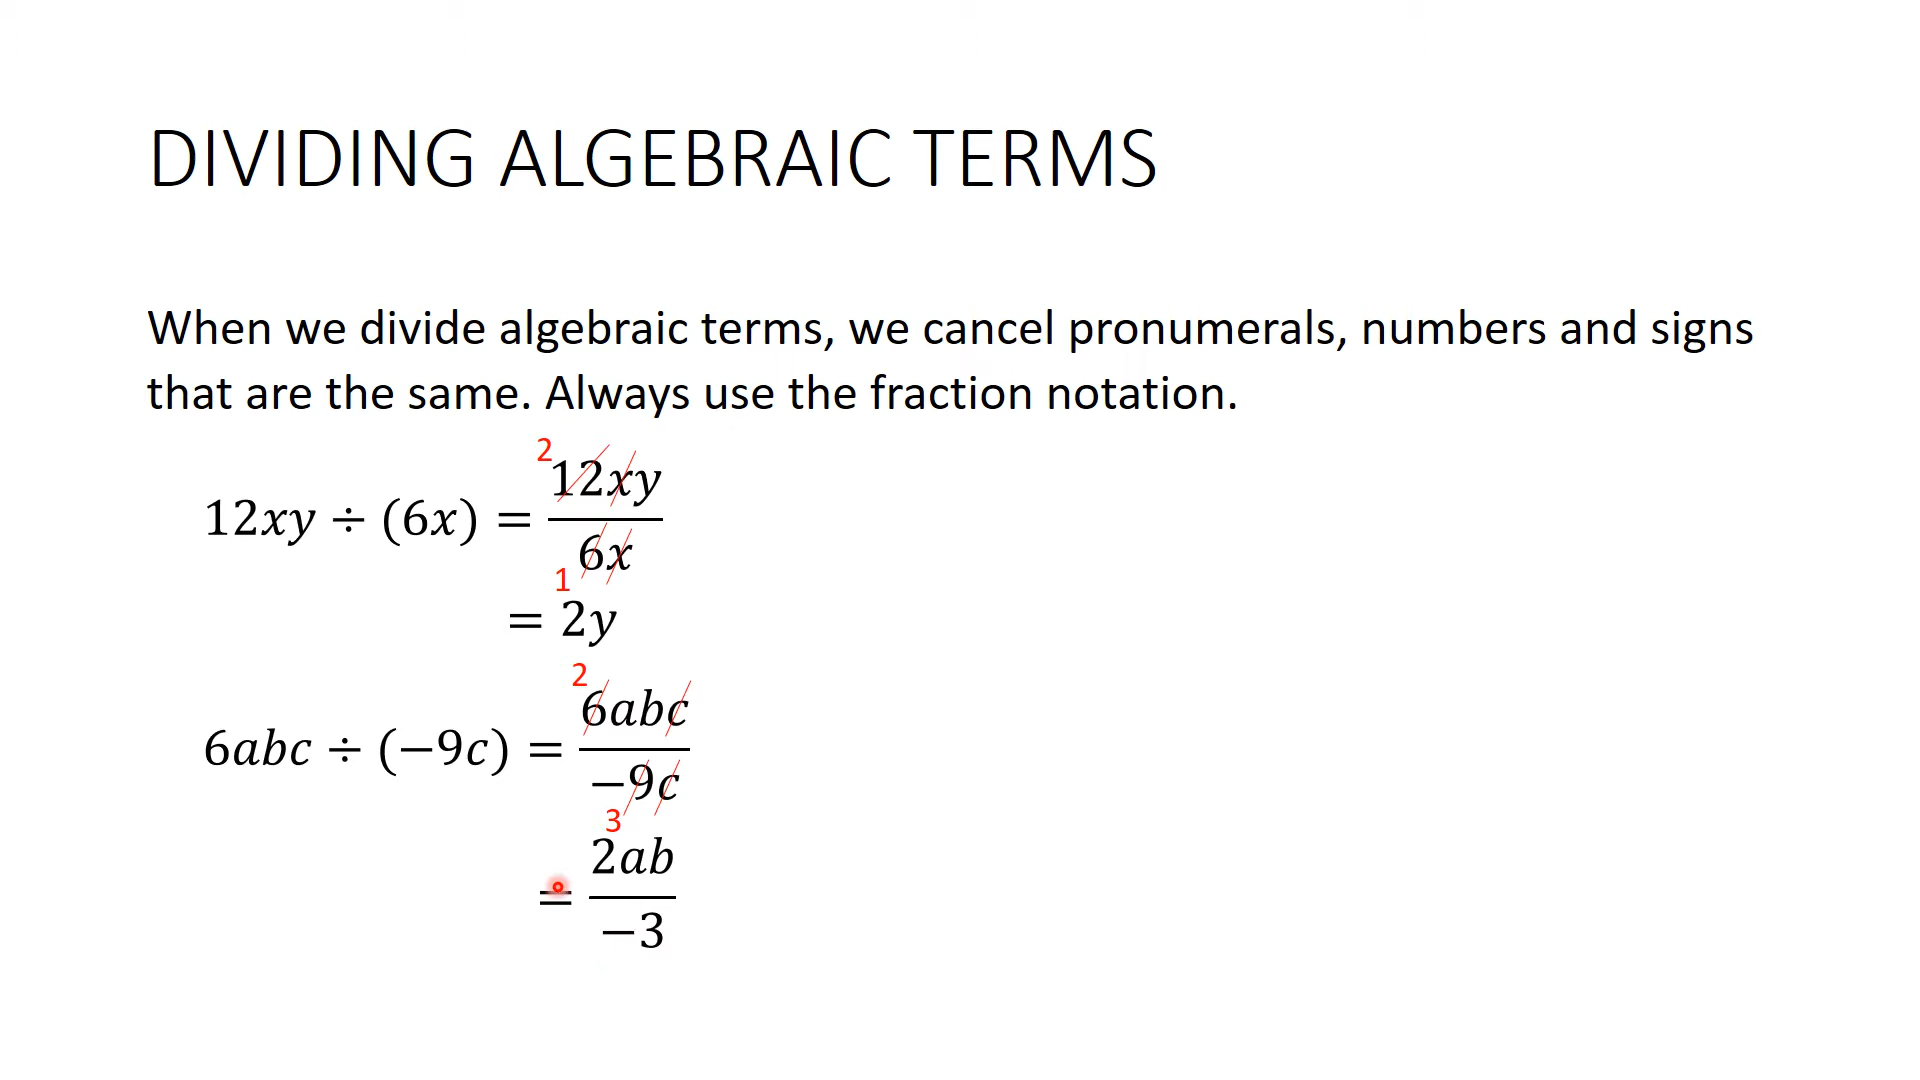 DIVIDING ALGEBRAIC TERMS
When we divide algebraic terms, we cancel pronumerals, numbers and signs
that are the same. Always use the fraction notation.
2
12xy ÷ (6x) = 12xy/6x
1
= 2y
2
6abc ÷ (−9c) = 6abc/−9c
3
= 2ab/−3